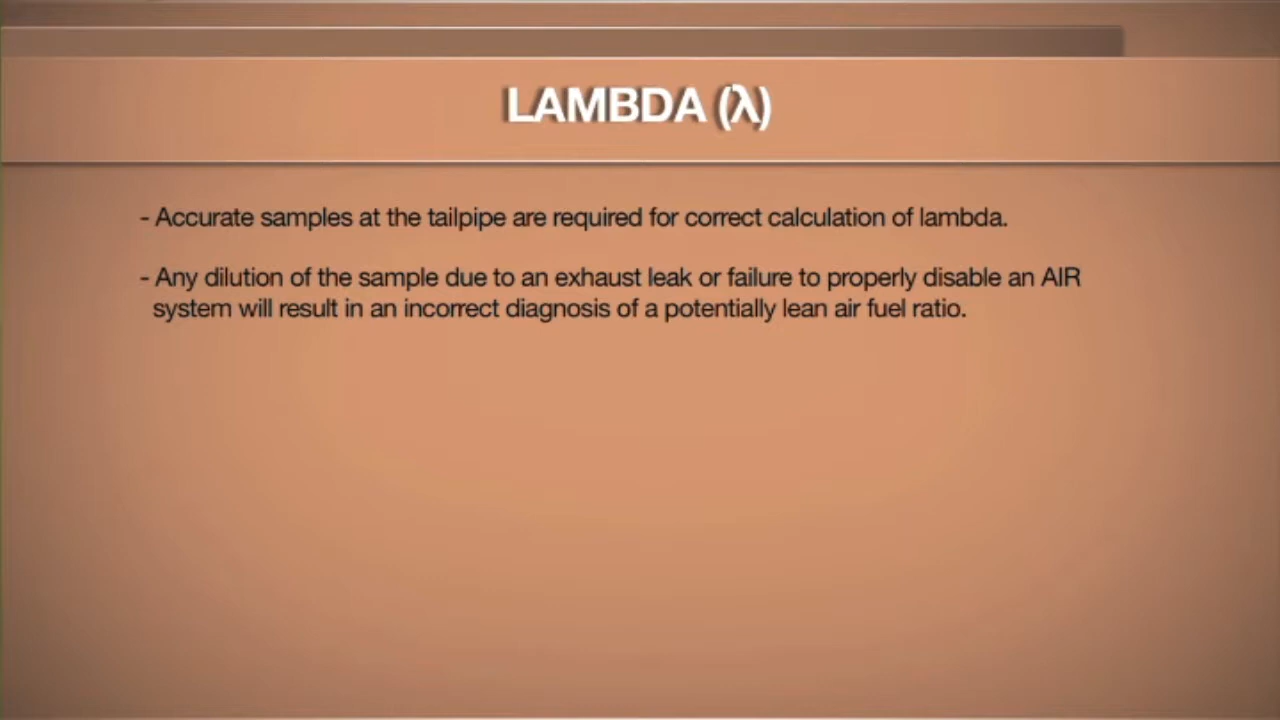 LAMBDA (λ)
- Accurate samples at the tailpipe are required for correct calculation of lambda.
- Any dilution of the sample due to an exhaust leak or failure to properly disable an AIR
system will result in an incorrect diagnosis of a potentially lean air fuel ratio.